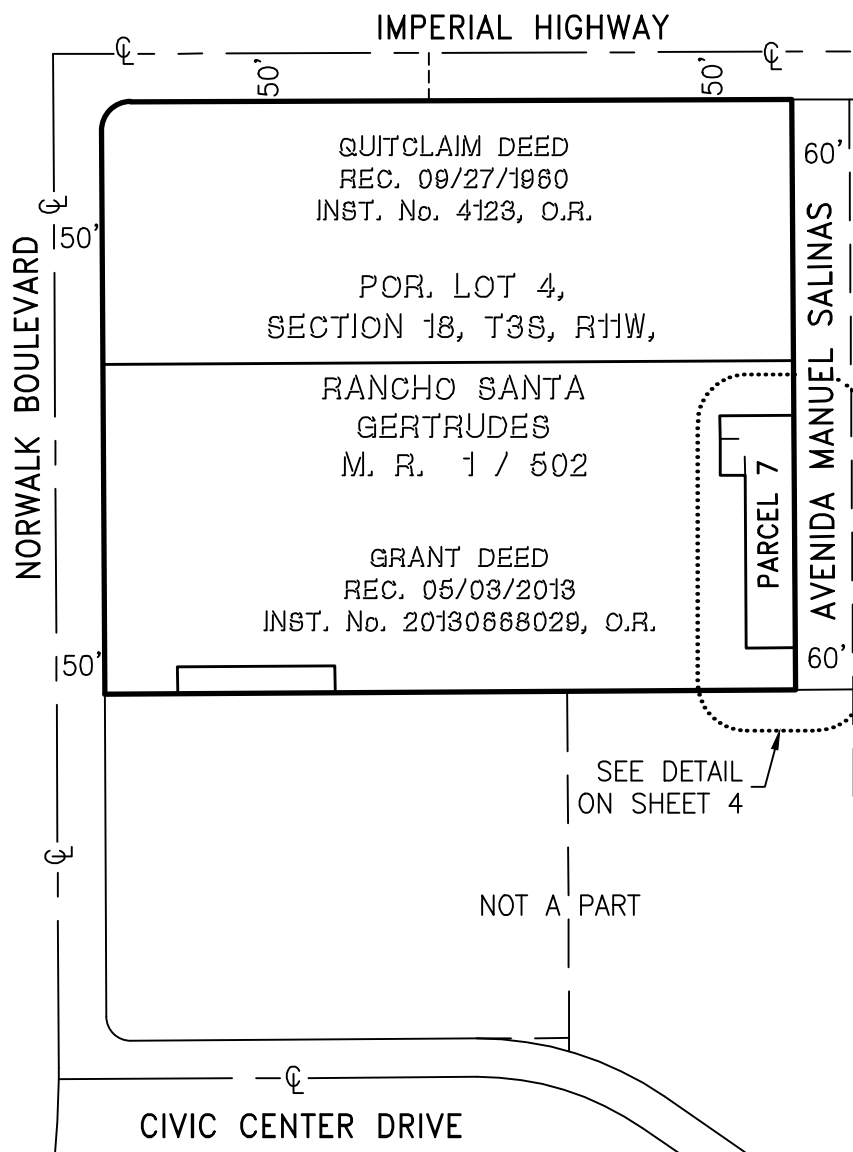 IMPERIAL HIGHWAY
℄
℄
50'
50'
QUITCLAIM DEED
REC. 09/27/1960
INST. No. 4123, O.R.
60'
℄
50'
POR. LOT 4,
SECTION 18, T3S, R11W,
NORWALK BOULEVARD
AVENIDA MANUEL SALINAS
RANCHO SANTA
GERTRUDES
M. R. 1 / 502
PARCEL 7
GRANT DEED
REC. 05/03/2013
INST. No. 20130668029, O.R.
50'
60'
SEE DETAIL
ON SHEET 4
℄
NOT A PART
℄
CIVIC CENTER DRIVE